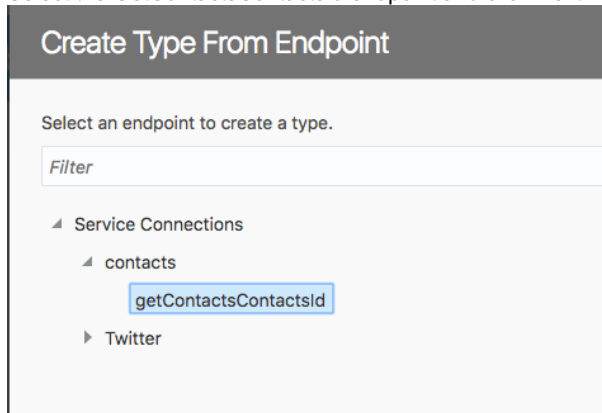 Create Type From Endpoint
Select an endpoint to create a type.
Filter
Service Connections
contacts
getContactsContactsId
Twitter